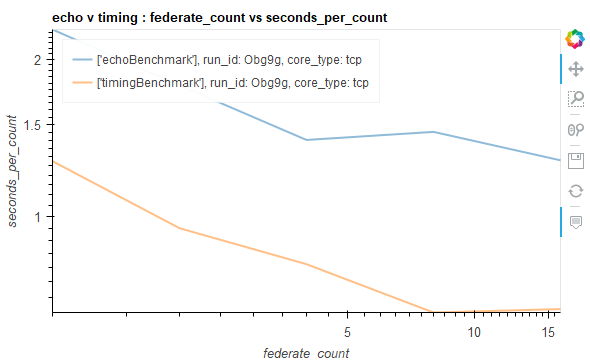 echo v timing : federate_count vs seconds_per_count
['echoBenchmark'], run_id: Obg9g, core_type: tcp
['timingBenchmark'], run_id: Obg9g, core_type: tcp
2
1.5
1
seconds_per_count
5
10
15
federate_count